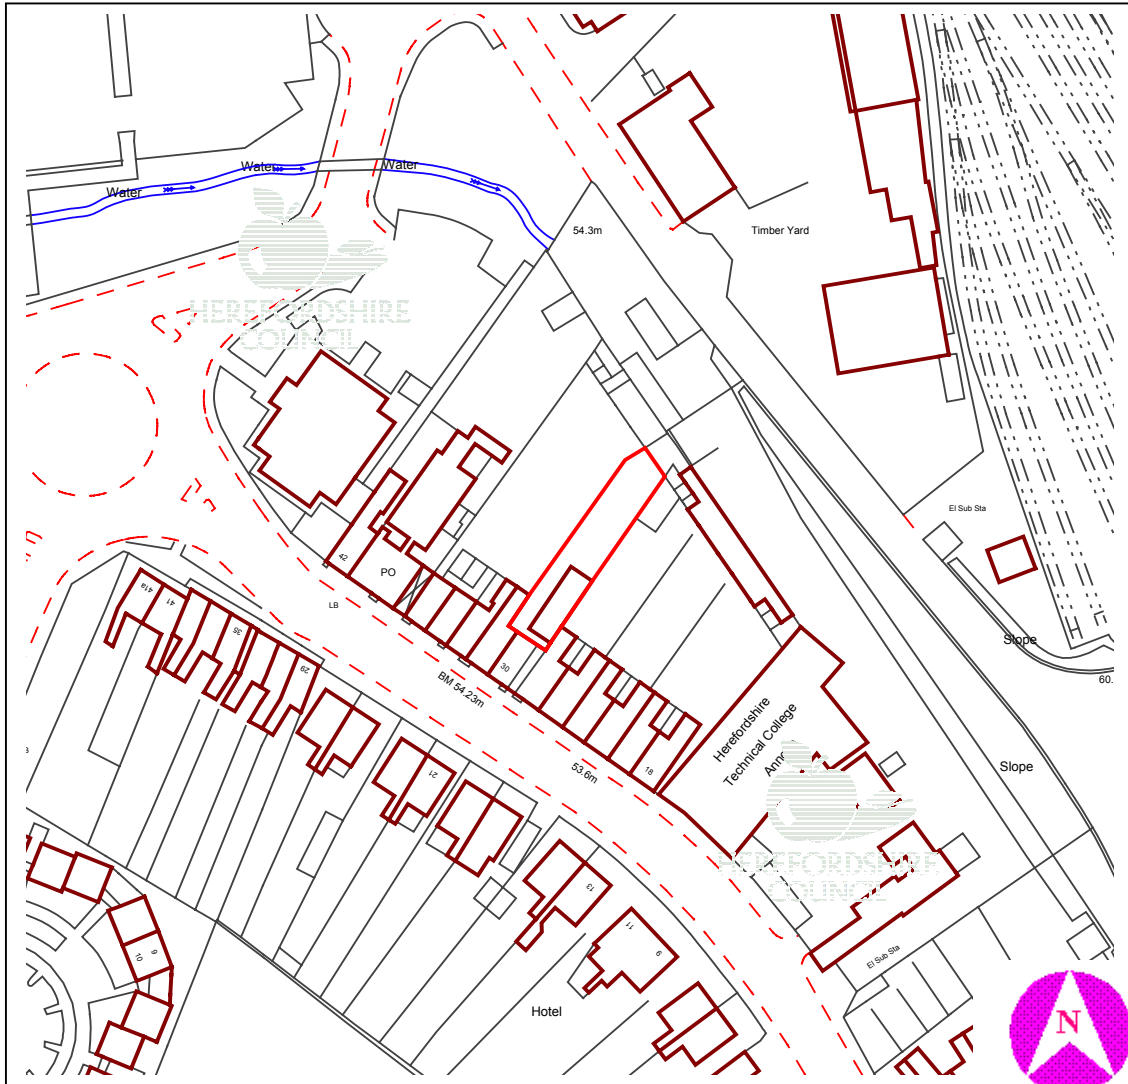 Water
Water
Water
54.3m
Timber Yard
HEREFORDSHIRE
COUNCIL
El Sub Sta
42
PO
LB
41a
41
35
29
30
BM 54.23m
Slope
60.
21
53.6m
18
Herefordshire
Technical College
Slope
HEREFORDSHIRE
COUNCIL
13
11
9
El Sub Sta
9
10
Hotel
N